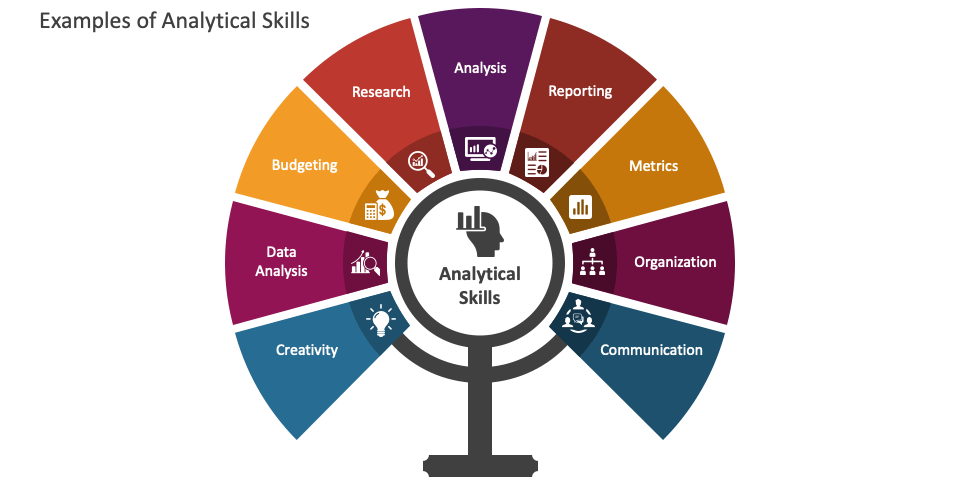 Examples of Analytical Skills
Analysis
Research
Reporting
Budgeting
Metrics
Data
Analysis
Organization
Analytical
Skills
Creativity
Communication
$